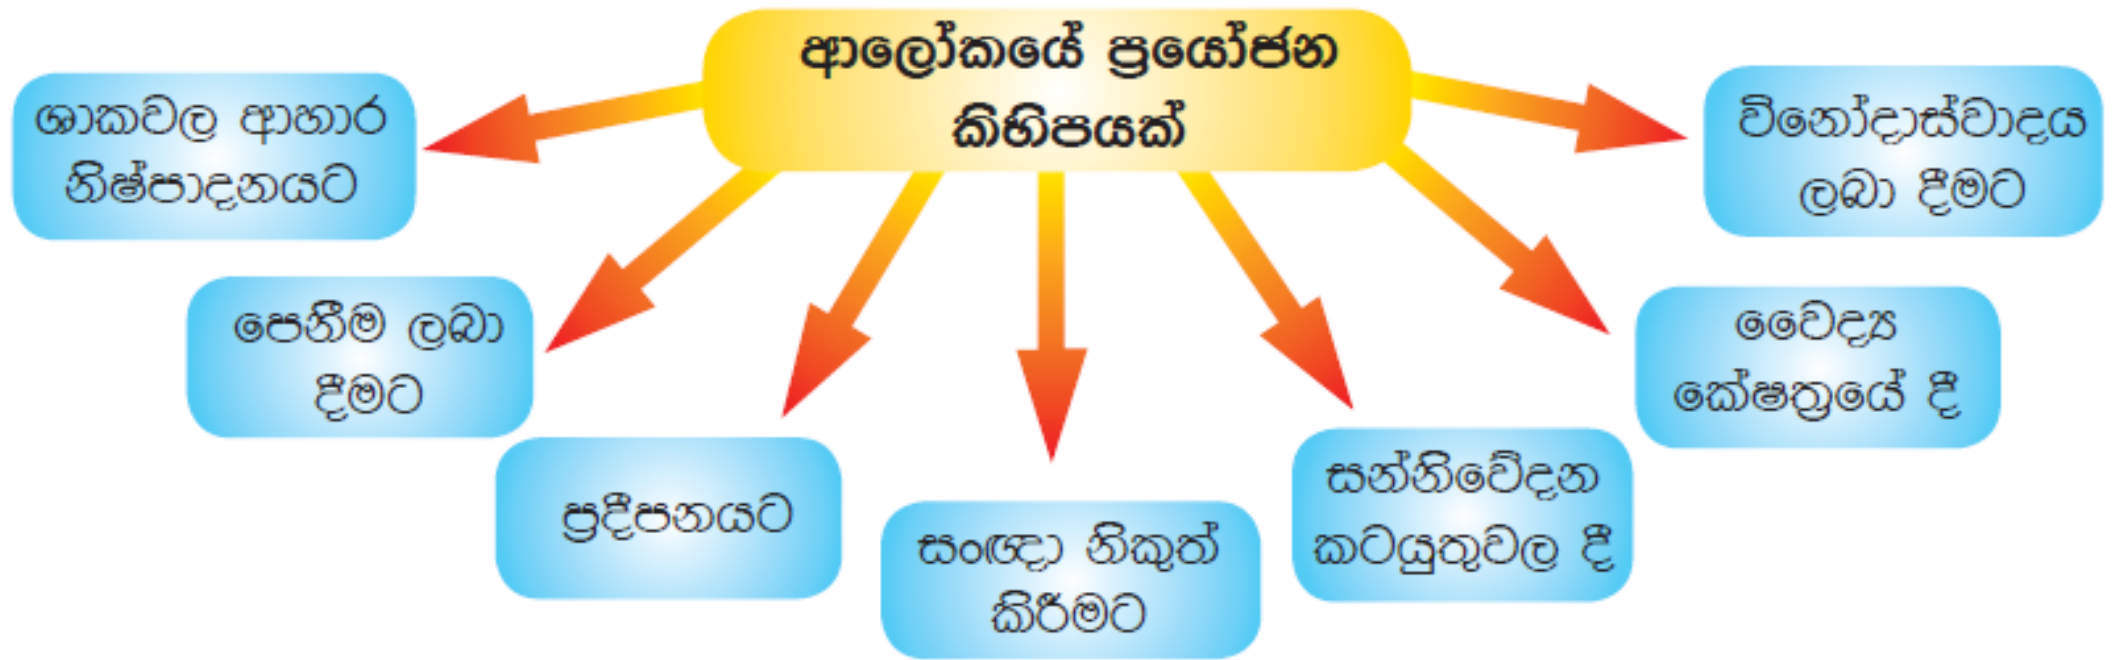 ආලෝකයේ ප්‍රයෝජන
කිහිපයක්
ශාකවල ආහාර
නිෂ්පාදනයට
පෙනීම ලබා
දීමට
ප්‍රදීපනයට
සංඥා නිකුත්
කිරීමට
සන්නිවේදන
කටයුතුවල දී
වෛද්‍ය
ක්ෂේත්‍රයේ දී
විනෝදාස්වාදය
ලබා දීමට